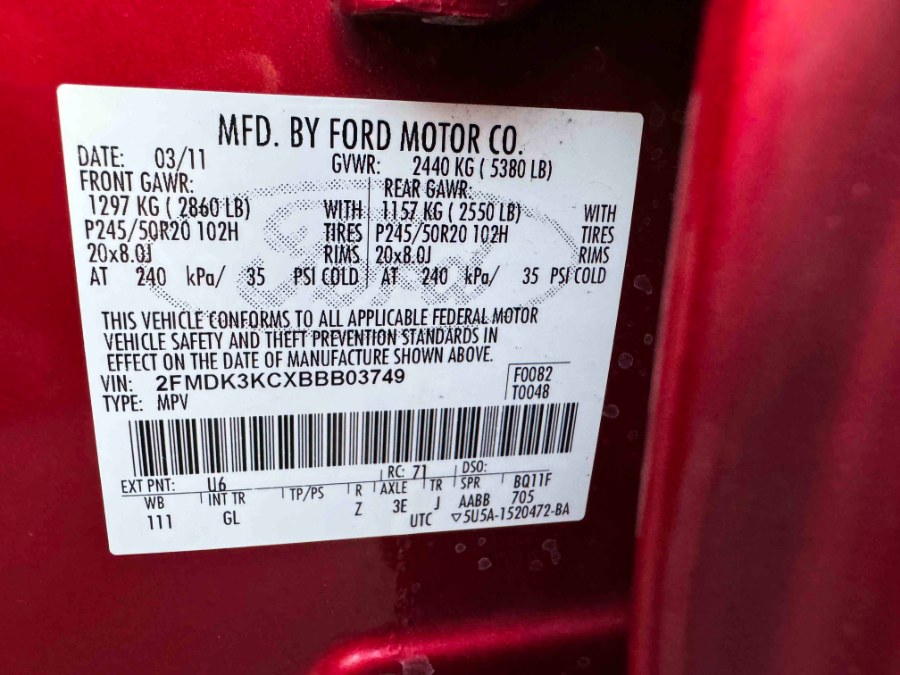 MFD. BY FORD MOTOR CO.
DATE: 03/11 GVWR: 2440 KG ( 5380 LB)
FRONT GAWR: REAR GAWR:
1297 KG ( 2860 LB) WITH 1157 KG ( 2550 LB) WITH
P245/50R20 102H TIRES P245/50R20 102H TIRES
20x8.0J RIMS 20x8.0J RIMS
AT 240 kPa/ 35 PSI COLD AT 240 kPa/ 35 PSI COLD
THIS VEHICLE CONFORMS TO ALL APPLICABLE FEDERAL MOTOR
VEHICLE SAFETY AND THEFT PREVENTION STANDARDS IN
EFFECT ON THE DATE OF MANUFACTURE SHOWN ABOVE.
VIN: 2FMDK3KCXBBB03749 F0082
TYPE: MPV T0048
EXT PNT: U6 RC: 71 DSO:
WB INT TR TP/PS R AXLE TR SPR BQ11F
111 GL Z 3E J AABB 705
UTC ▽5U5A-1520472-BA
Ford